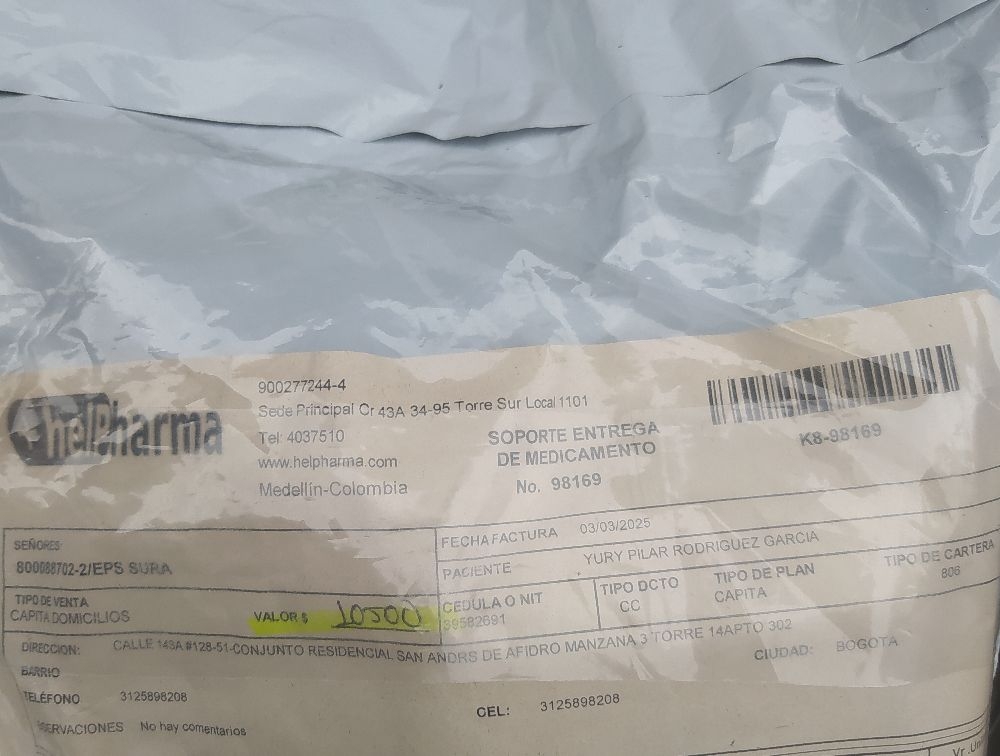 helPharma
900277244-4
Sede Principal Cr 43A 34-95 Torre Sur Local 1101
Tel: 4037510
www.helpharma.com
Medellín-Colombia
SOPORTE ENTREGA
DE MEDICAMENTO
No. 98169
K8-98169
SEÑORES
800088702-2/EPS SURA
FECHA FACTURA 03/03/2025
PACIENTE YURY PILAR RODRIGUEZ GARCIA
TIPO DE VENTA
CAPITA DOMICILIOS
VALOR $ 10500
CEDULA O NIT
39582691
TIPO DCTO
CC
TIPO DE PLAN
CAPITA
TIPO DE CARTERA
806
DIRECCION: CALLE 143A #128-51-CONJUNTO RESIDENCIAL SAN ANDRS DE AFIDRO MANZANA 3 TORRE 14APTO 302
BARRIO
CIUDAD: BOGOTA
TELÉFONO 3125898208
CEL: 3125898208
OBSERVACIONES No hay comentarios